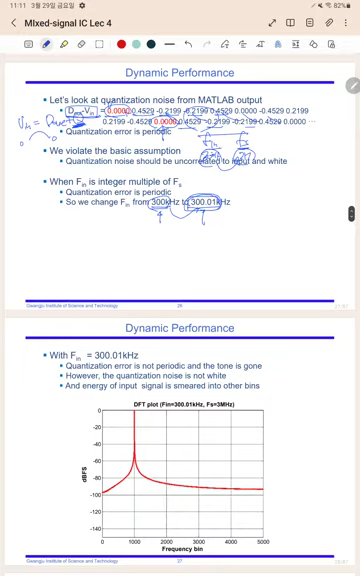 11:11 3월 29일 금요일
82%
MIxed-signal IC Lec 4
Dynamic Performance
Let's look at quantization noise from MATLAB output
0.0000 0.4529 -0.2199 -0.2199 0.4529 0.0000 -0.4529 0.2199
0.2199 -0.4529 0.0000 0.4529 -0.2199 -0.2199 0.4529 0.0000 ···
Vin =
Quantization error is periodic
We violate the basic assumption
Quantization noise should be uncorrelated to input and white
When Fin is integer multiple of Fs
Quantization error is periodic
So we change Fin from 300kHz to 300.01kHz
Gwangju Institute of Science and Technology
26
Dynamic Performance
With Fin = 300.01kHz
Quantization error is not periodic and the tone is gone
However, the quantization noise is not white
And energy of input signal is smeared into other bins
DFT plot (Fin=300.01kHz, Fs=3MHz)
dBFS
0
-20
-40
-60
-80
-100
-120
-140
0 1000 2000 3000 4000 5000
Frequency bin
Gwangju Institute of Science and Technology
27